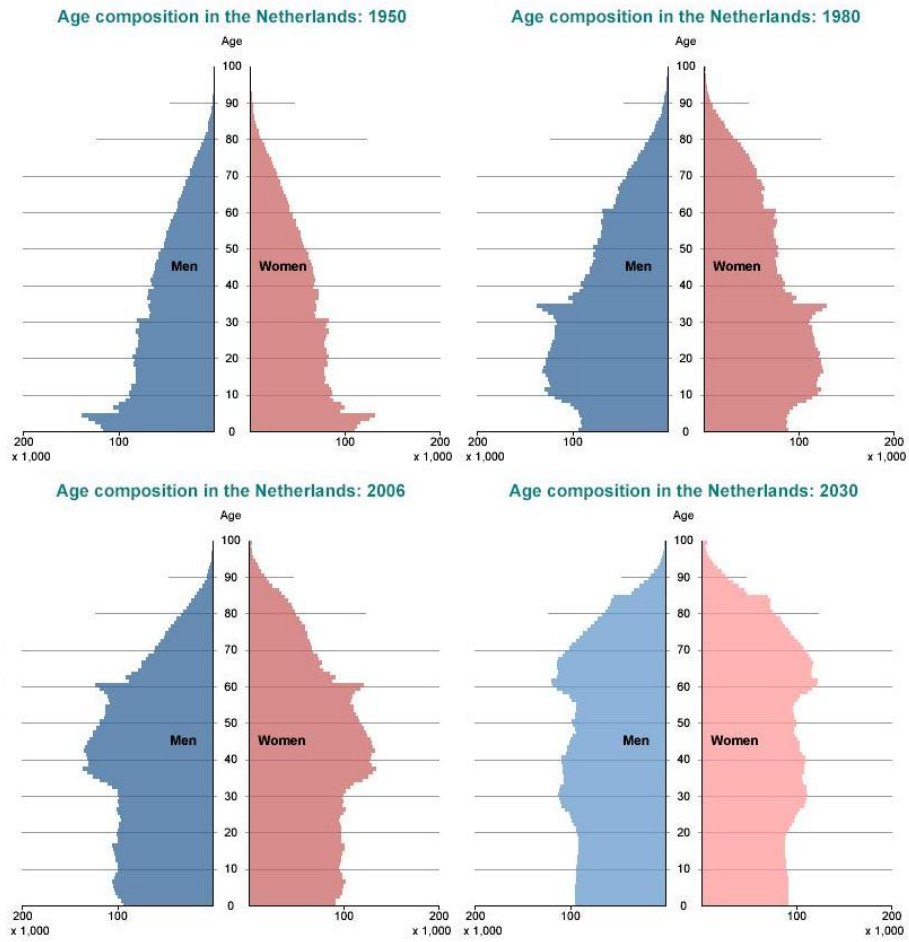 Age composition in the Netherlands: 1950
Age
100
90
80
70
60
50
40
30
20
10
0
Men
Women
200
100
100
200
x 1,000
x 1,000
Age composition in the Netherlands: 1980
Age
100
90
80
70
60
50
40
30
20
10
0
Men
Women
200
100
100
200
x 1,000
x 1,000
Age composition in the Netherlands: 2006
Age
100
90
80
70
60
50
40
30
20
10
0
Men
Women
200
100
100
200
x 1,000
x 1,000
Age composition in the Netherlands: 2030
Age
100
90
80
70
60
50
40
30
20
10
0
Men
Women
200
100
100
200
x 1,000
x 1,000